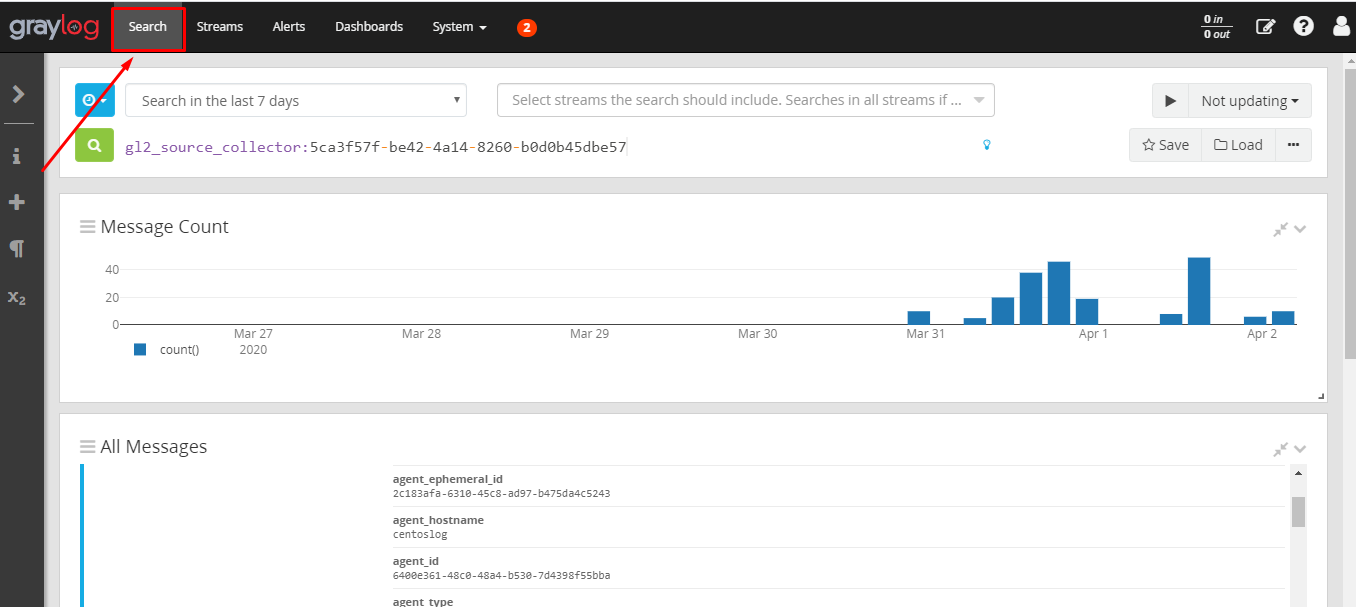 graylog Search Streams Alerts Dashboards System 2 0 in
0 out
Search in the last 7 days Select streams the search should include. Searches in all streams if ... Not updating
gl2_source_collector:5ca3f57f-be42-4a14-8260-b0d0b45dbe57 Save Load ...
Message Count
40
20
0
Mar 27 Mar 28 Mar 29 Mar 30 Mar 31 Apr 1 Apr 2
2020
count()
All Messages
agent_ephemeral_id
2c183afa-6310-45c8-ad97-b475da4c5243
agent_hostname
centoslog
agent_id
6400e361-48c0-48a4-b530-7d4398f55bba
agent_type
x2